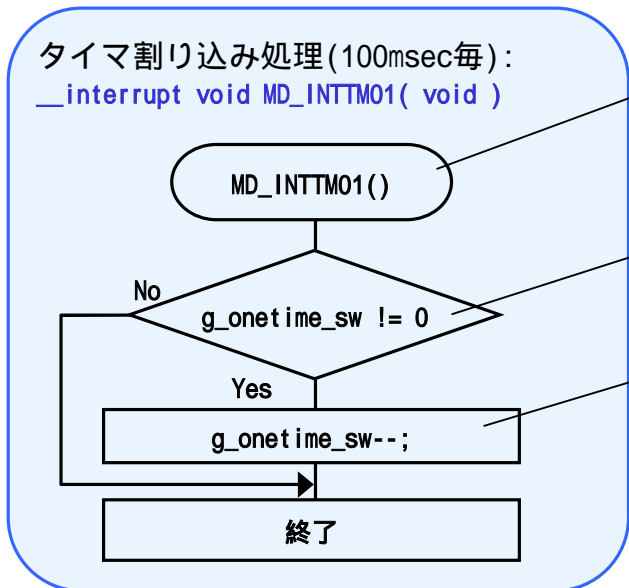 タイマ割り込み処理(100msec毎):
__interrupt void MD_INTTM01( void )
MD_INTTM01()
No
g_onetime_sw != 0
Yes
g_onetime_sw--;
終了